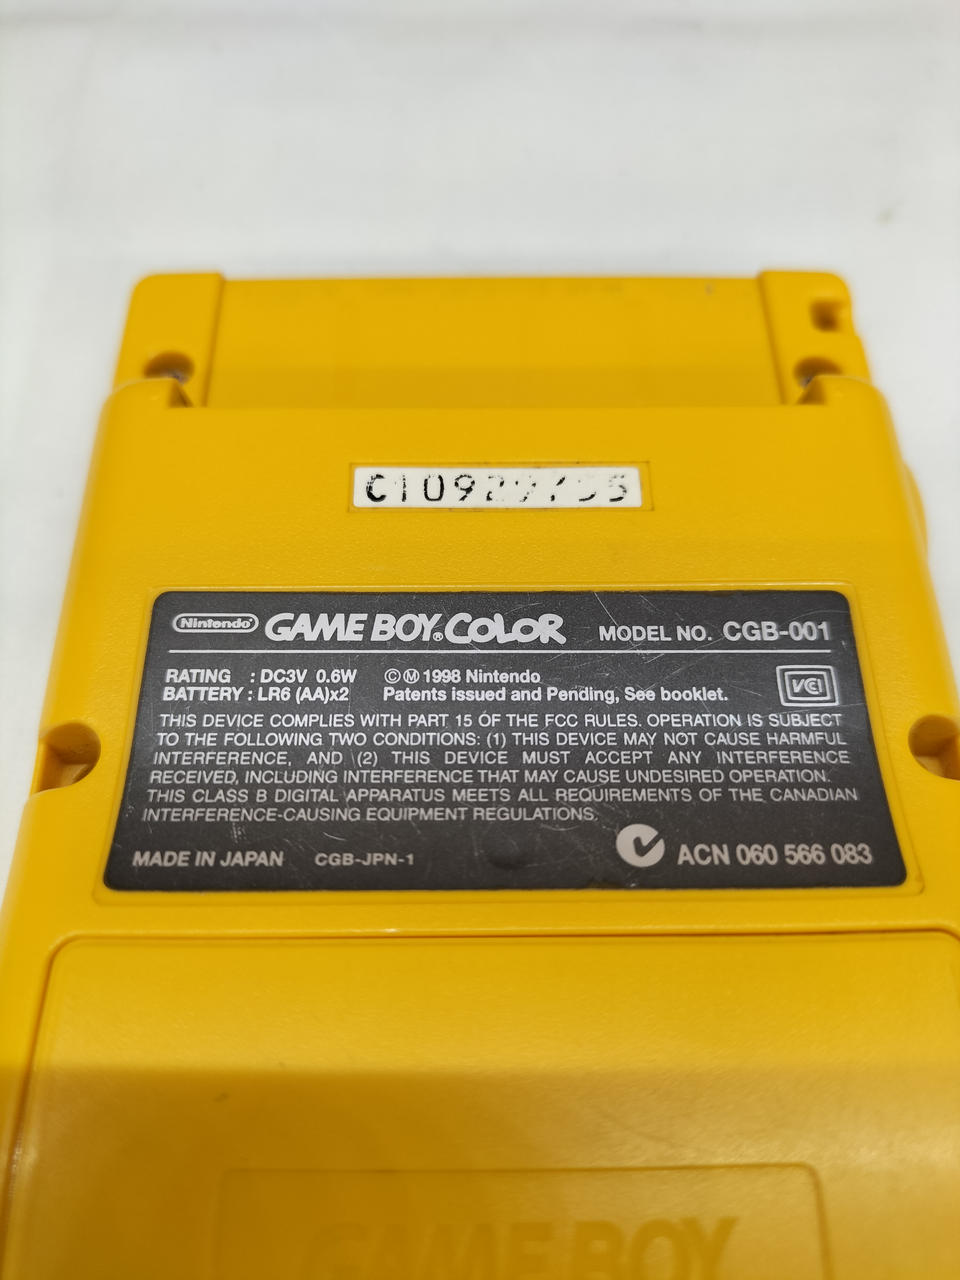 Nintendo GAME BOY COLOR MODEL NO. CGB-001
RATING : DC3V 0.6W ©Ⓜ 1998 Nintendo
BATTERY : LR6 (AA)x2 Patents issued and Pending, See booklet.
VCI
THIS DEVICE COMPLIES WITH PART 15 OF THE FCC RULES. OPERATION IS SUBJECT
TO THE FOLLOWING TWO CONDITIONS: (1) THIS DEVICE MAY NOT CAUSE HARMFUL
INTERFERENCE, AND (2) THIS DEVICE MUST ACCEPT ANY INTERFERENCE
RECEIVED, INCLUDING INTERFERENCE THAT MAY CAUSE UNDESIRED OPERATION.
THIS CLASS B DIGITAL APPARATUS MEETS ALL REQUIREMENTS OF THE CANADIAN
INTERFERENCE-CAUSING EQUIPMENT REGULATIONS.
MADE IN JAPAN CGB-JPN-1 ACN 060 566 083
GAME BOY